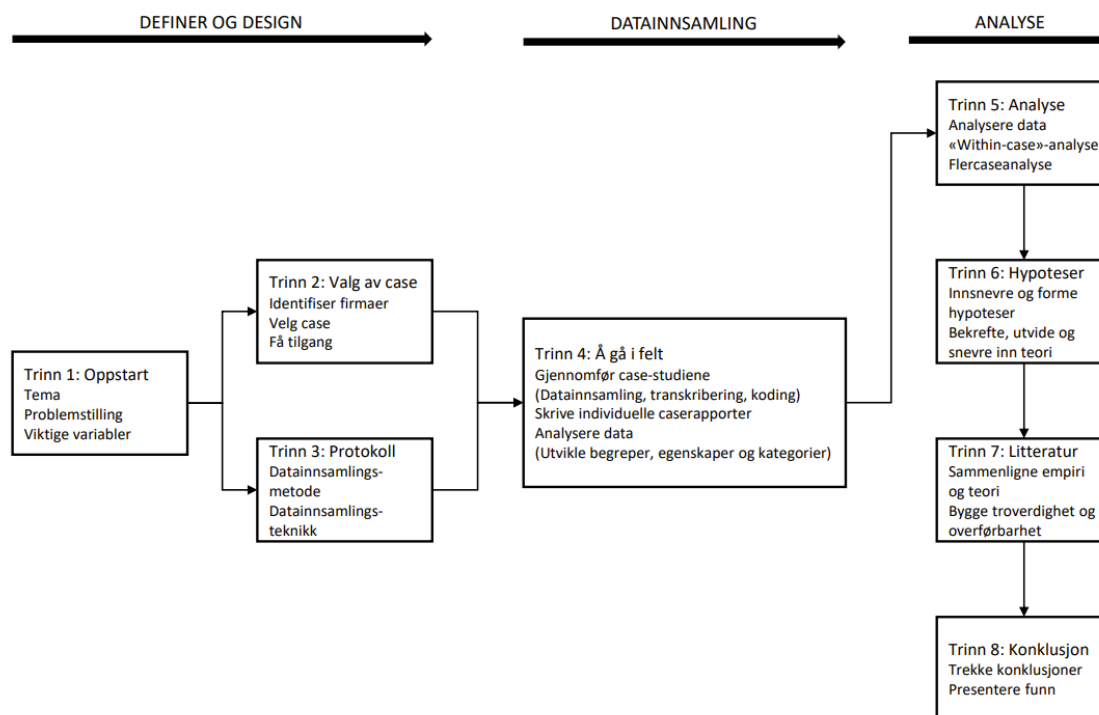 DEFINER OG DESIGN
DATAINNSAMLING
ANALYSE
Trinn 1: Oppstart
Tema
Problemstilling
Viktige variabler
Trinn 2: Valg av case
Identifiser firmaer
Velg case
Få tilgang
Trinn 3: Protokoll
Datainnsamlings-
metode
Datainnsamlings-
teknikk
Trinn 4: Å gå i felt
Gjennomfør case-studiene
(Datainnsamling, transkribering, koding)
Skrive individuelle caserapporter
Analysere data
(Utvikle begreper, egenskaper og kategorier)
Trinn 5: Analyse
Analysere data
«Within-case»-analyse
Flercaseanalyse
Trinn 6: Hypoteser
Innsnevre og forme
hypoteser
Bekrefte, utvide og
snevre inn teori
Trinn 7: Litteratur
Sammenligne empiri
og teori
Bygge troverdighet og
overførbarhet
Trinn 8: Konklusjon
Trekke konklusjoner
Presentere funn